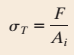 σ_T = F / A_i